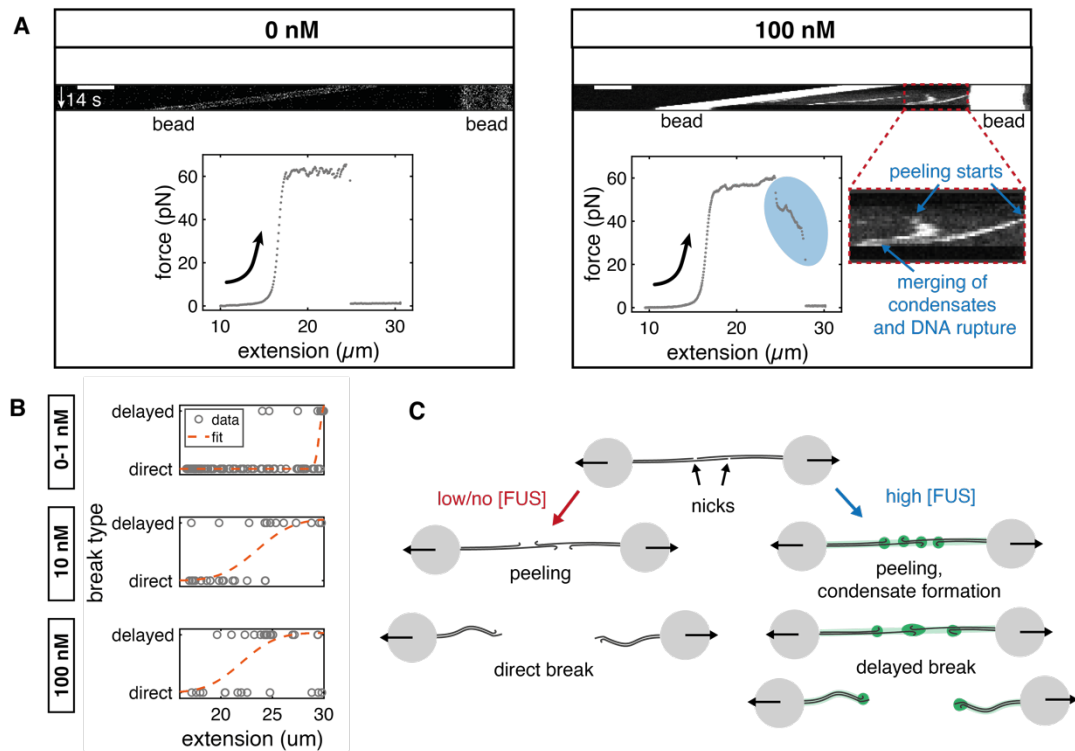 A
0 nM
100 nM
14 s
bead
bead
bead
bead
force (pN)
60
40
20
0
10
20
30
extension (µm)
force (pN)
60
40
20
0
10
20
30
extension (µm)
peeling starts
merging of
condensates
and DNA rupture
B
0-1 nM
10 nM
100 nM
break type
delayed
direct
data
fit
delayed
direct
delayed
direct
20
25
30
extension (um)
C
low/no [FUS]
nicks
high [FUS]
peeling
peeling,
condensate formation
direct break
delayed break